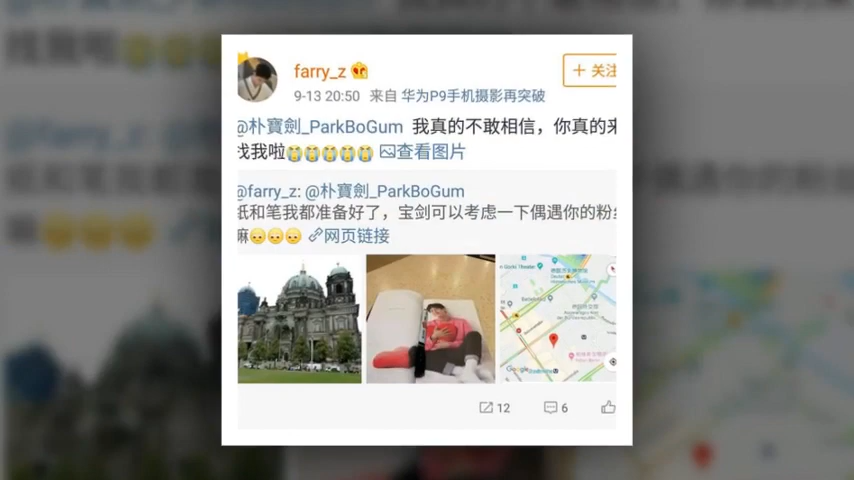 farry_z
+ 关注
9-13 20:50 来自 华为P9手机摄影再突破
@朴寶劍_ParkBoGum 我真的不敢相信，你真的来
找我啦 查看图片
@farry_z: @朴寶劍_ParkBoGum
纸和笔我都准备好了，宝剑可以考虑一下偶遇你的粉丝
嘛 网页链接
Google
12
6